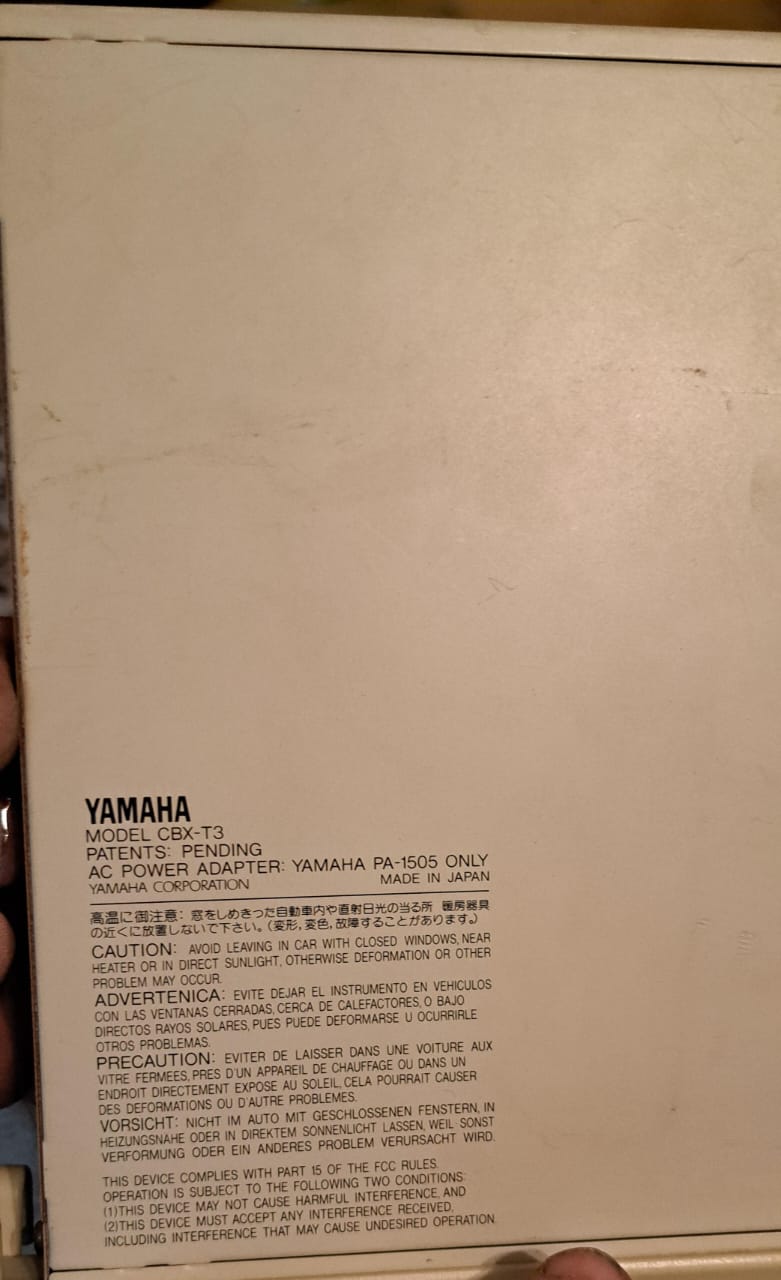 YAMAHA
MODEL CBX-T3
PATENTS: PENDING
AC POWER ADAPTER: YAMAHA PA-1505 ONLY
YAMAHA CORPORATION MADE IN JAPAN
高温に御注意: 窓をしめきった自動車内や直射日光の当る所 暖房器具
の近くに放置しないで下さい。(変形, 変色, 故障することがあります。)
CAUTION: AVOID LEAVING IN CAR WITH CLOSED WINDOWS, NEAR
HEATER OR IN DIRECT SUNLIGHT, OTHERWISE DEFORMATION OR OTHER
PROBLEM MAY OCCUR.
ADVERTENICA: EVITE DEJAR EL INSTRUMENTO EN VEHICULOS
CON LAS VENTANAS CERRADAS, CERCA DE CALEFACTORES, O BAJO
DIRECTOS RAYOS SOLARES, PUES PUEDE DEFORMARSE U OCURRIRLE
OTROS PROBLEMAS.
PRECAUTION: EVITER DE LAISSER DANS UNE VOITURE AUX
VITRE FERMEES, PRES D'UN APPAREIL DE CHAUFFAGE OU DANS UN
ENDROIT DIRECTEMENT EXPOSE AU SOLEIL, CELA POURRAIT CAUSER
DES DEFORMATIONS OU D'AUTRE PROBLEMES.
VORSICHT: NICHT IM AUTO MIT GESCHLOSSENEN FENSTERN, IN
HEIZUNGSNAHE ODER IN DIREKTEM SONNENLICHT LASSEN, WEIL SONST
VERFORMUNG ODER EIN ANDERES PROBLEM VERURSACHT WIRD.
THIS DEVICE COMPLIES WITH PART 15 OF THE FCC RULES.
OPERATION IS SUBJECT TO THE FOLLOWING TWO CONDITIONS:
(1)THIS DEVICE MAY NOT CAUSE HARMFUL INTERFERENCE, AND
(2)THIS DEVICE MUST ACCEPT ANY INTERFERENCE RECEIVED,
INCLUDING INTERFERENCE THAT MAY CAUSE UNDESIRED OPERATION.